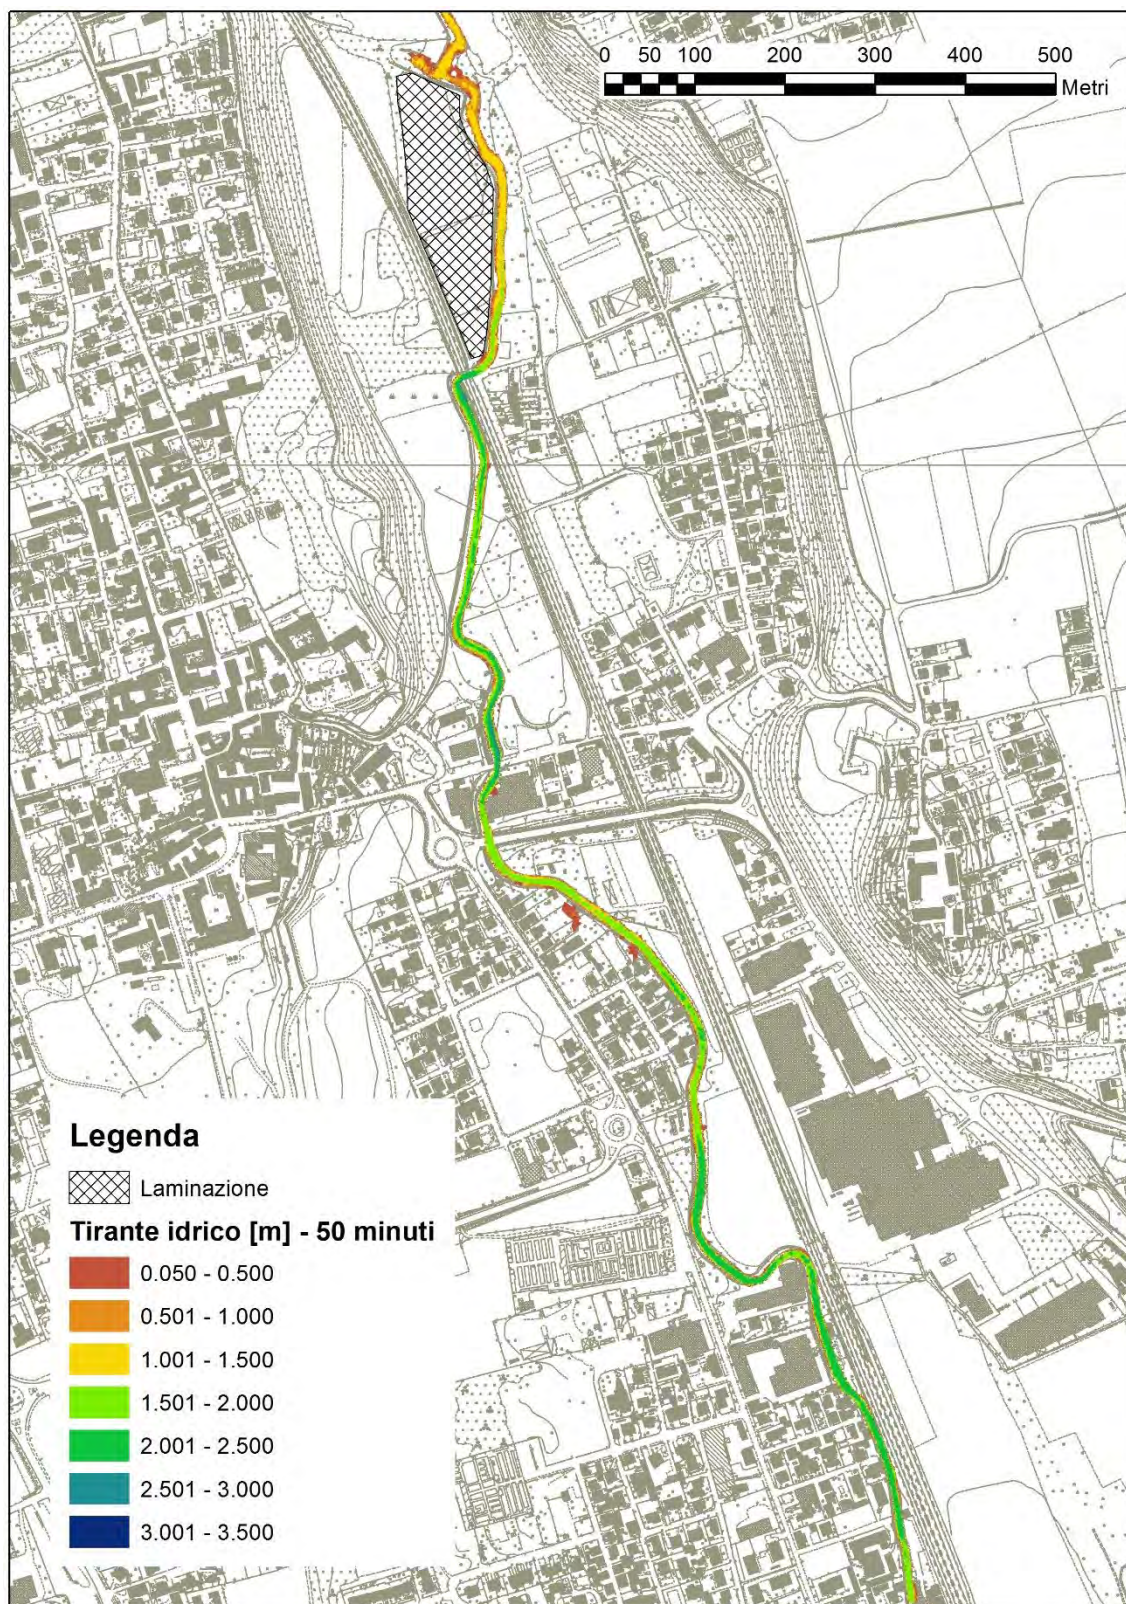 0 50 100 200 300 400 500
Metri
Legenda
Laminazione
Tirante idrico [m] - 50 minuti
0.050 - 0.500
0.501 - 1.000
1.001 - 1.500
1.501 - 2.000
2.001 - 2.500
2.501 - 3.000
3.001 - 3.500